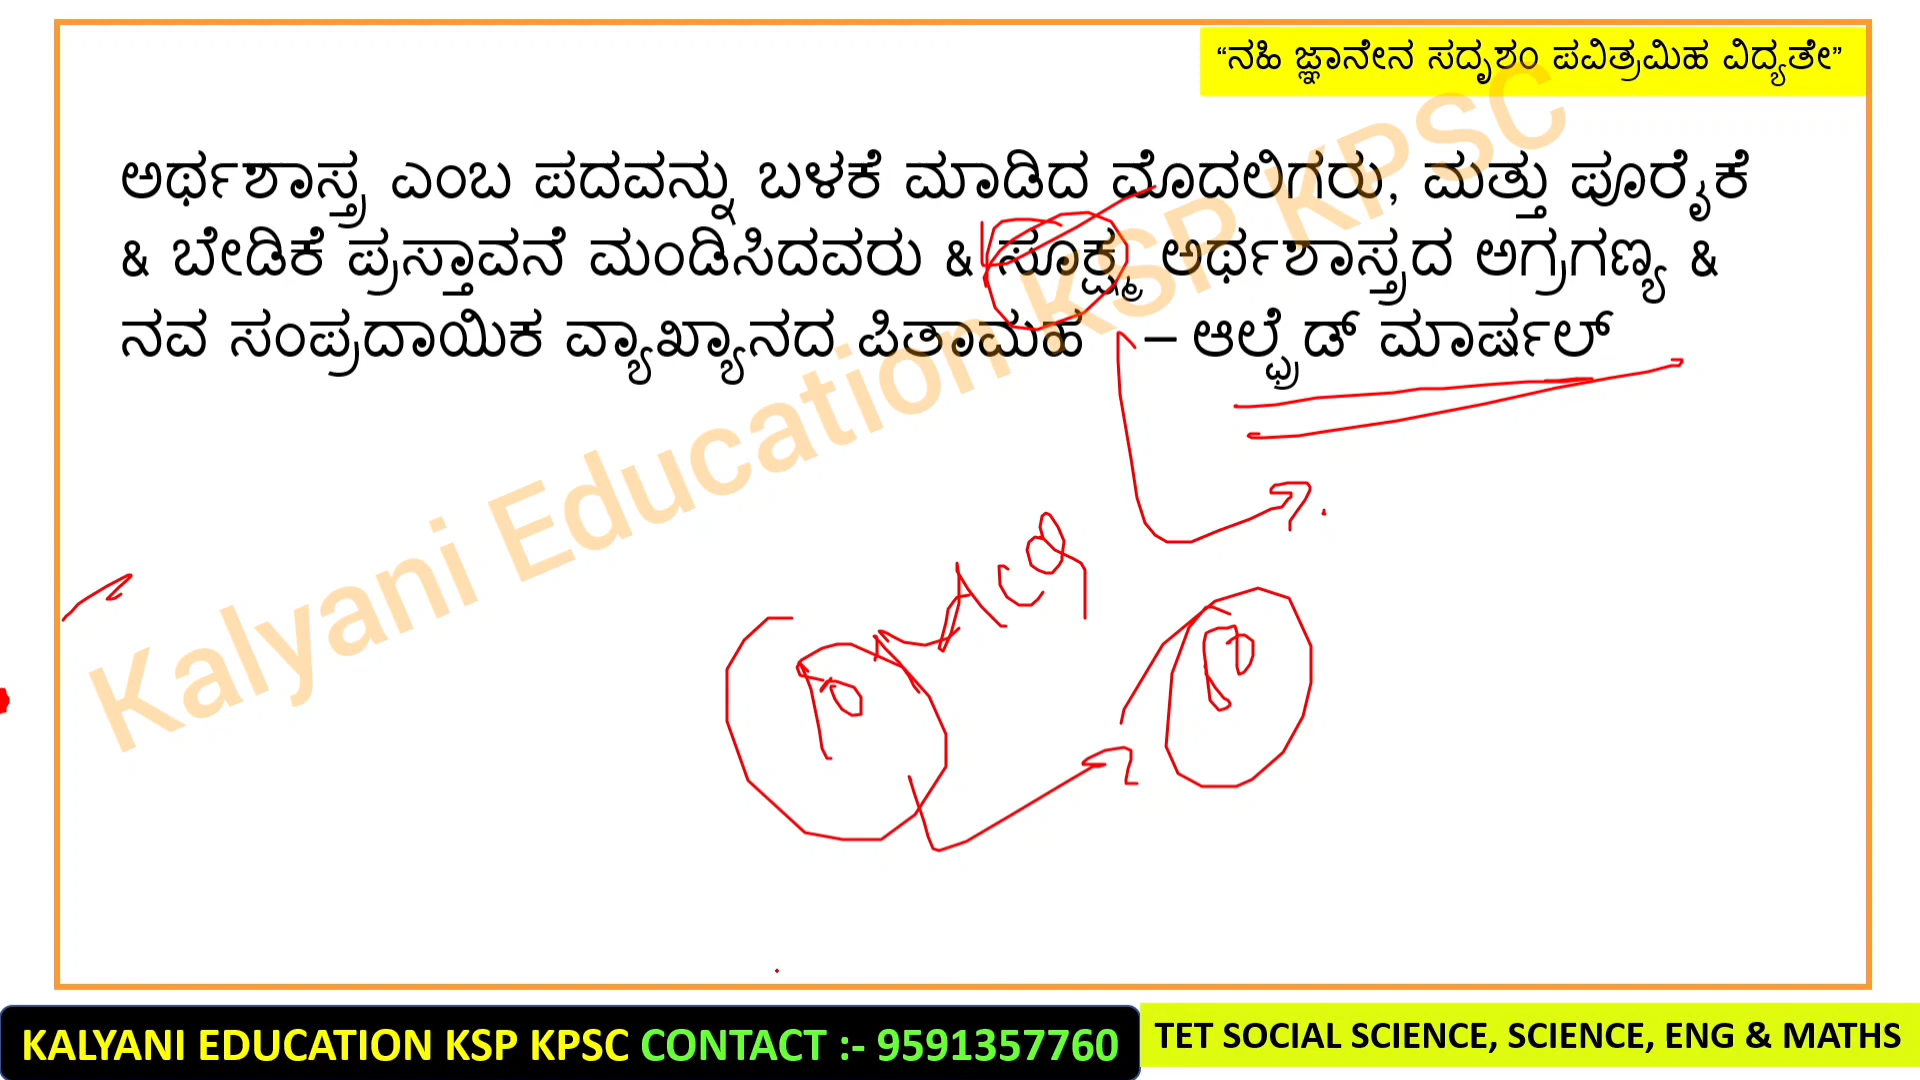 “ನಹಿ ಜ್ಞಾನೇನ ಸದೃಶಂ ಪವಿತ್ರಮಿಹ ವಿದ್ಯತೇ”
ಅರ್ಥಶಾಸ್ತ್ರ ಎಂಬ ಪದವನ್ನು ಬಳಕೆ ಮಾಡಿದ ಮೊದಲಿಗರು, ಮತ್ತು ಪೂರೈಕೆ
& ಬೇಡಿಕೆ ಪ್ರಸ್ತಾವನೆ ಮಂಡಿಸಿದವರು & ಸೂಕ್ಷ್ಮ ಅರ್ಥಶಾಸ್ತ್ರದ ಅಗ್ರಗಣ್ಯ &
ನವ ಸಂಪ್ರದಾಯಿಕ ವ್ಯಾಖ್ಯಾನದ ಪಿತಾಮಹ – ಆಲ್ಫ್ರೆಡ್ ಮಾರ್ಷಲ್
Kalyani Education KSP KPSC
KALYANI EDUCATION KSP KPSC CONTACT :- 9591357760
TET SOCIAL SCIENCE, SCIENCE, ENG & MATHS